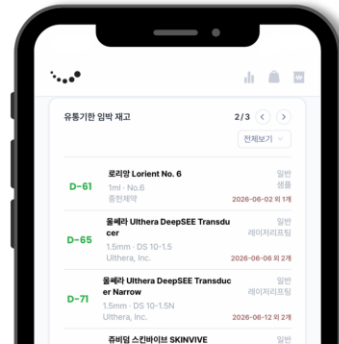 유통기한 임박 재고
2/3
전체보기
D-61
로리앙 Lorient No. 6
1ml · No.6
종헌제약
일반
샘플
2026-06-02 외 1개
D-65
울쎄라 Ulthera DeepSEE Transdu
cer
1.5mm · DS 10-1.5
Ulthera, Inc.
일반
레이저리프팅
2026-06-06 외 2개
D-71
울쎄라 Ulthera DeepSEE Transduc
er Narrow
1.5mm · DS 10-1.5N
Ulthera, Inc.
일반
레이저리프팅
2026-06-12 외 2개
쥬비덤 스킨바이브 SKINVIVE
일반